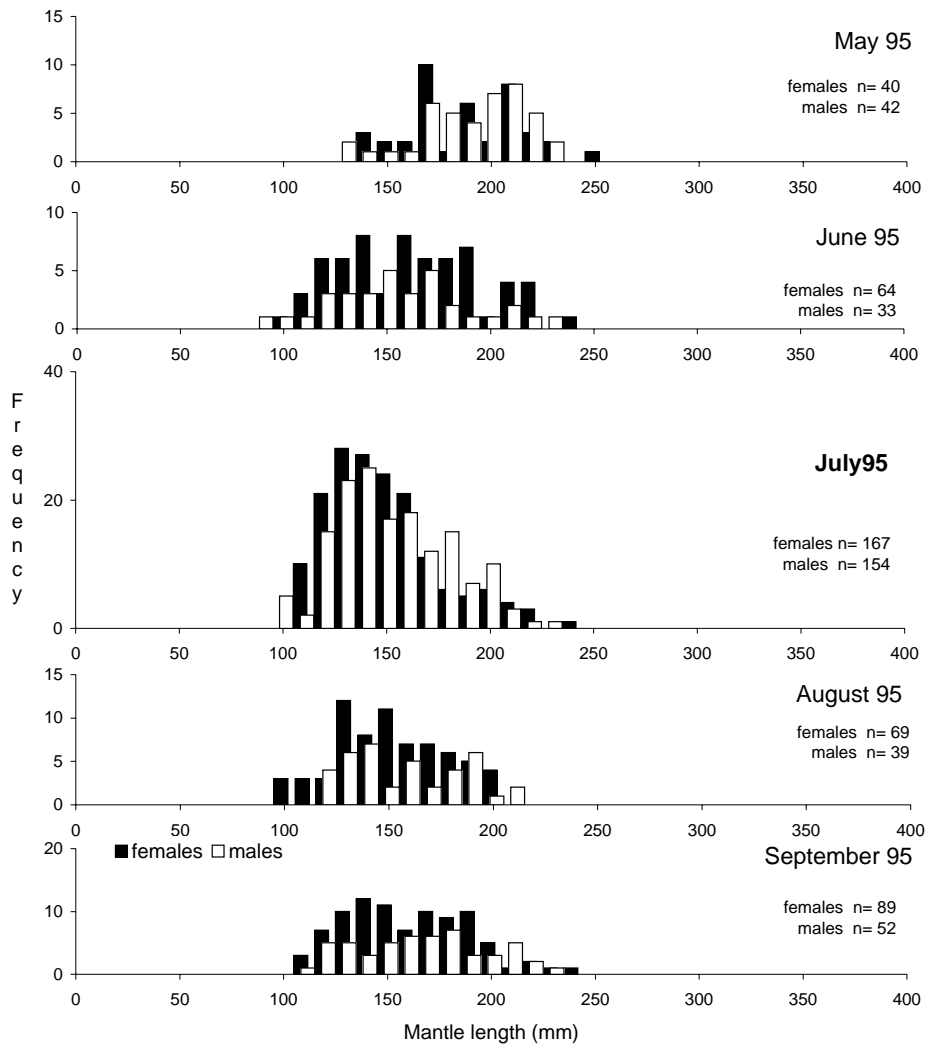 15
10
5
0
0 50 100 150 200 250 300 350 400
May 95
females n= 40
males n= 42
10
5
0
0 50 100 150 200 250 300 350 400
June 95
females n= 64
males n= 33
Frequency
40
20
0
0 50 100 150 200 250 300 350 400
July95
females n= 167
males n= 154
15
10
5
0
0 50 100 150 200 250 300 350 400
August 95
females n= 69
males n= 39
20
10
0
0 50 100 150 200 250 300 350 400
females males
September 95
females n= 89
males n= 52
Mantle length (mm)